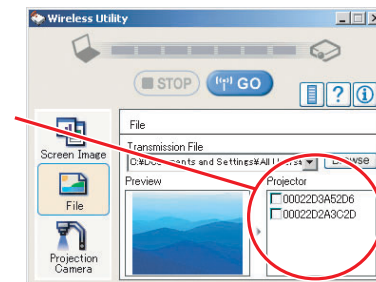 Wireless Utility
STOP
GO
File
Transmission File
C:¥Documents and Settings¥All Users¥
Browse
Screen Image
Preview
Projector
00022D3A52D6
00022D2A3C2D
File
Projection
Camera